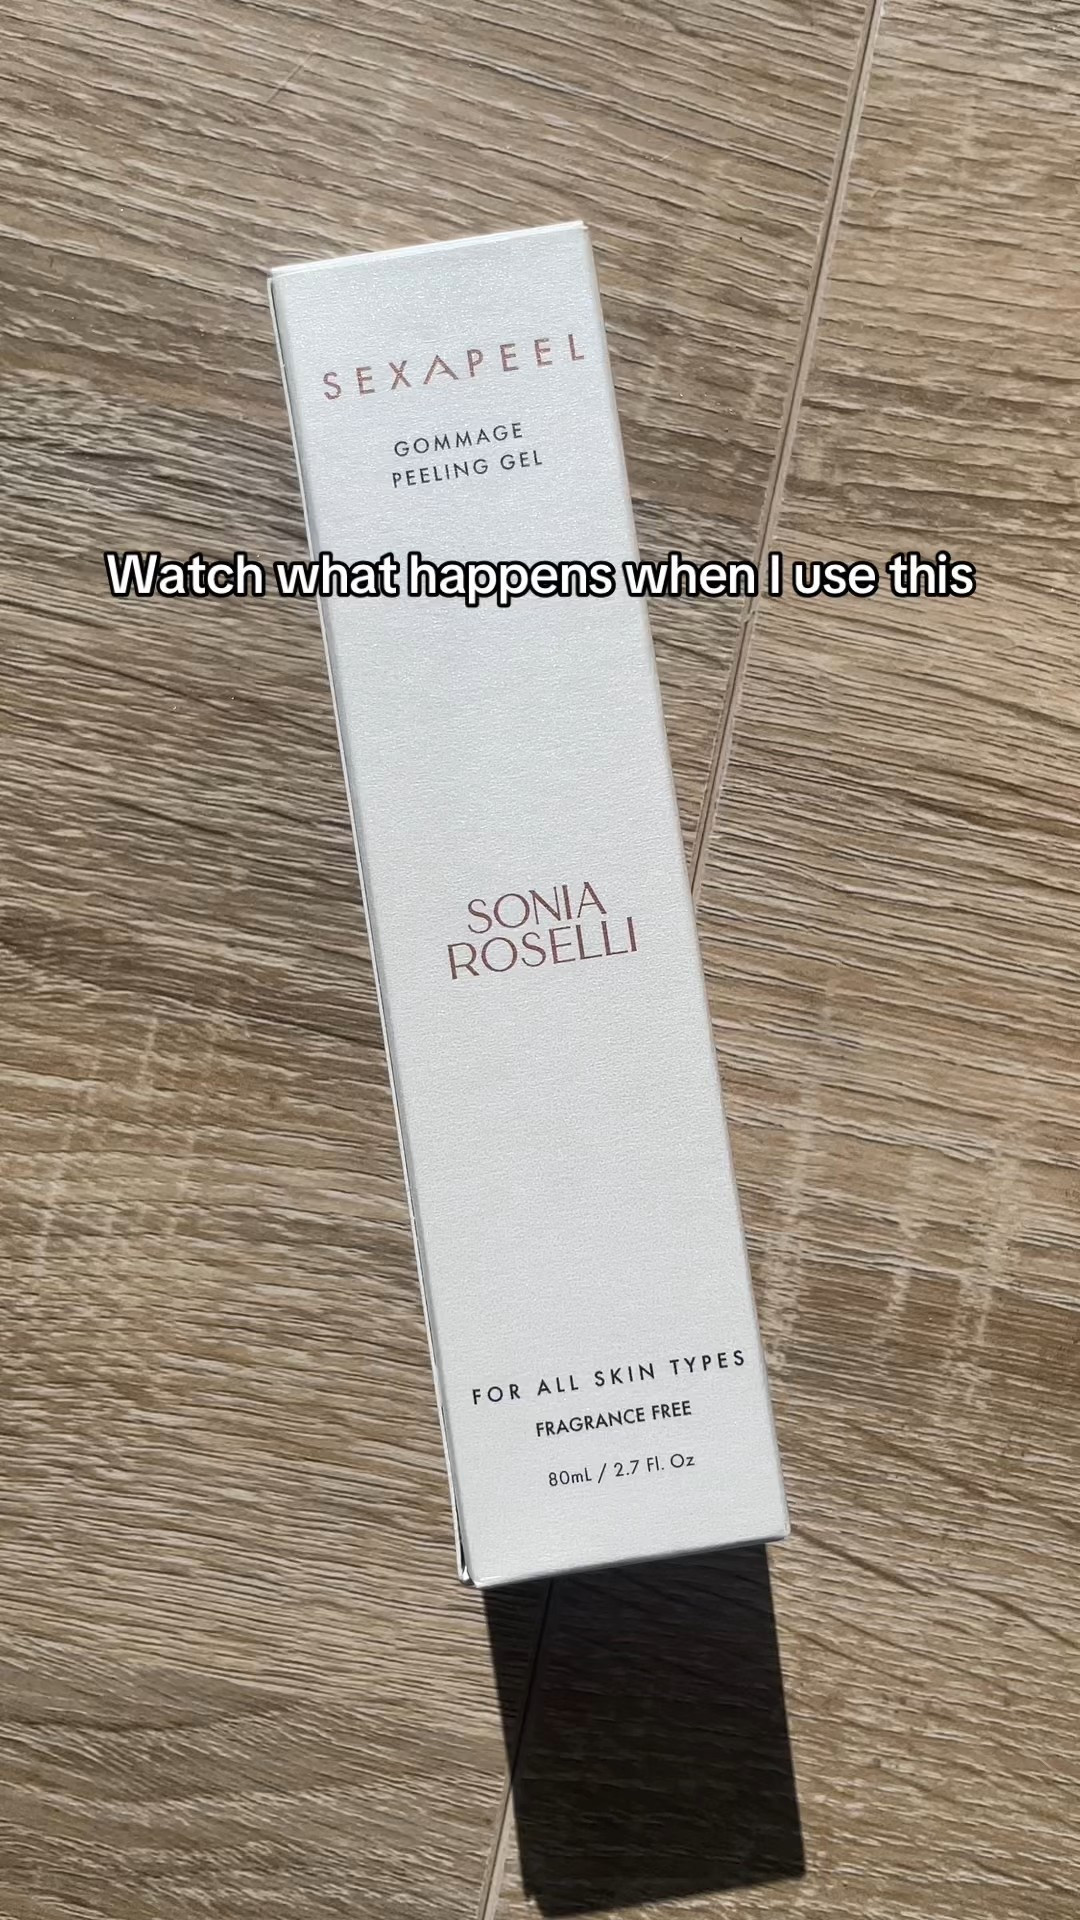 SEXAPEEL
GOMMAGE
PEELING GEL
Watch what happens when I use this
SONIA
ROSELLI
FOR ALL SKIN TYPES
FRAGRANCE FREE
80mL / 2.7 Fl. Oz